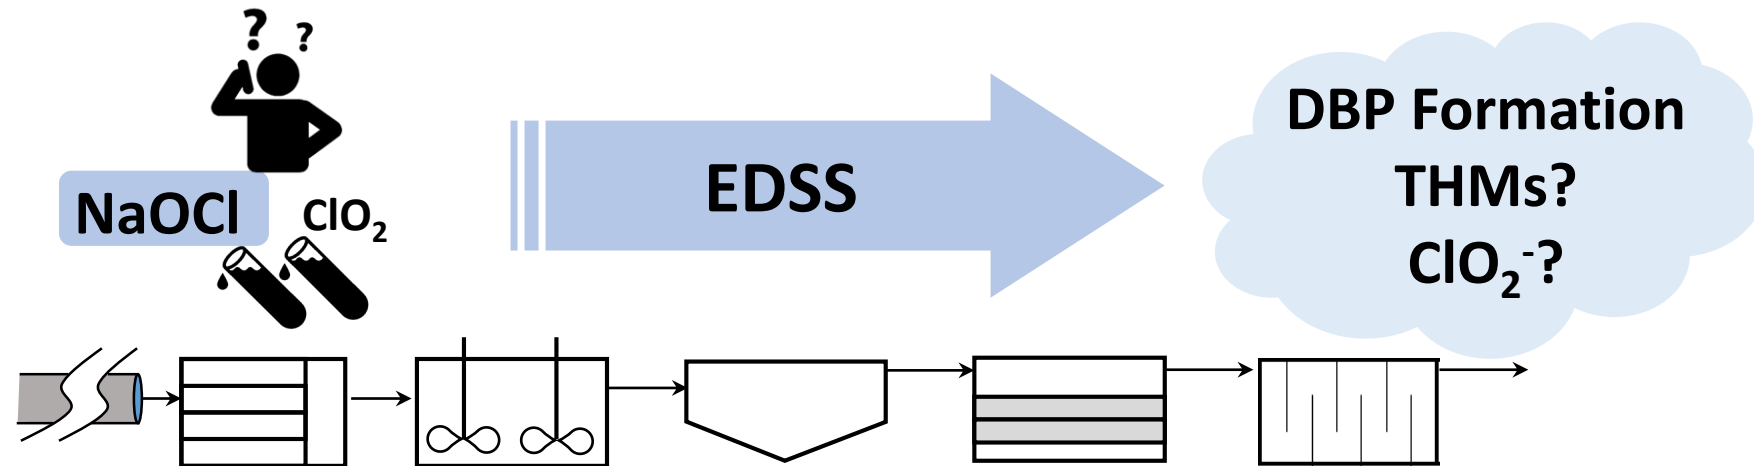 ? ?
NaOCl
ClO₂
EDSS
DBP Formation
THMs?
ClO₂⁻?